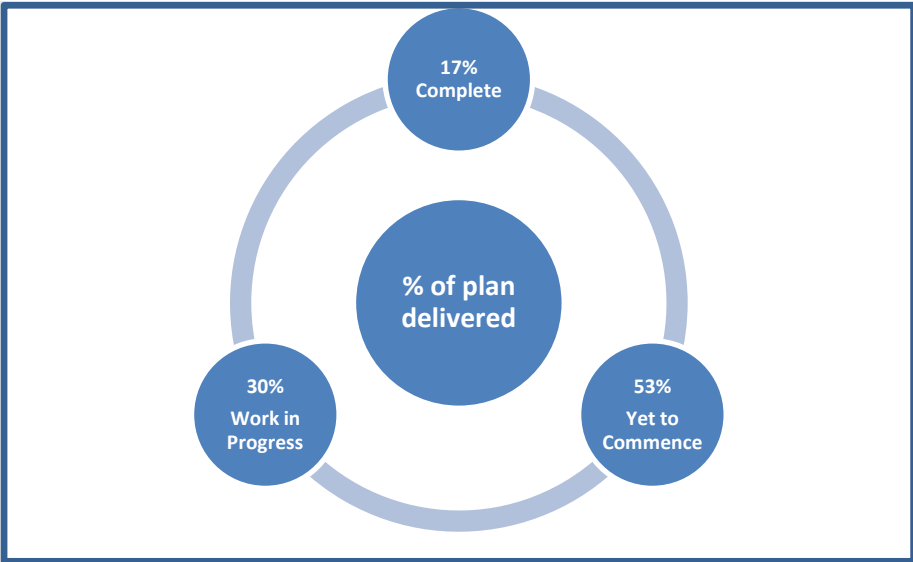 17%
Complete
% of plan
delivered
30%
Work in
Progress
53%
Yet to
Commence